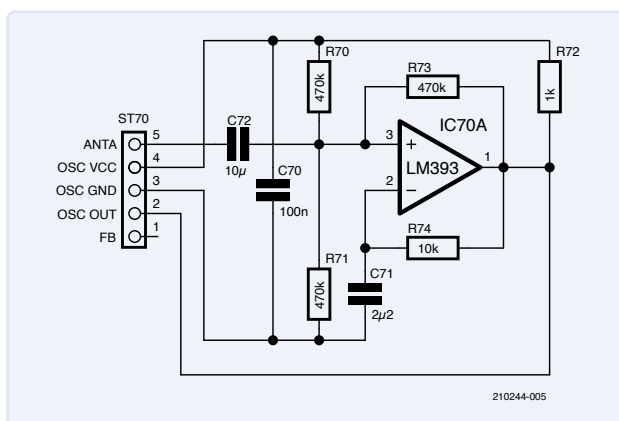 R70
R72
R73
470k
470k
1k
ST70
C72
IC70A
ANTA
5
3
+
LM393
1
OSC VCC
4
10µ
C70
OSC GND
3
2
−
OSC OUT
2
100n
R74
FB
1
10k
R71
C71
470k
2µ2
210244-005